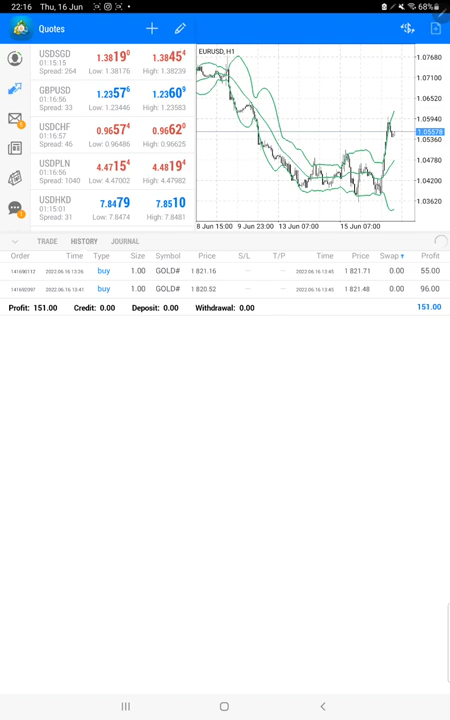 22:16 Thu, 16 Jun 68%
Quotes
USDSGD
01:15:15
Spread: 264
1.38190
Low: 1.38176
1.38454
High: 1.38239
GBPUSD
01:16:56
Spread: 33
1.23576
Low: 1.23446
1.23609
High: 1.23583
USDCHF
01:16:57
Spread: 46
0.96574
Low: 0.96486
0.96620
High: 0.96625
USDPLN
01:16:56
Spread: 1040
4.47154
Low: 4.47002
4.48194
High: 4.47982
USDHKD
01:15:01
Spread: 31
7.8479
Low: 7.8474
7.8510
High: 7.8481
EURUSD, H1
1.07680
1.07100
1.06520
1.05940
1.05578
1.05360
1.04780
1.04200
1.03620
8 Jun 15:00 9 Jun 23:00 13 Jun 07:00 15 Jun 07:00
TRADE HISTORY JOURNAL
Order Time Type Size Symbol Price S/L T/P Time Price Swap ↑ Profit
141690112 2022.06.16 13:26 buy 1.00 GOLD# 1 821.16 — — 2022.06.16 13:45 1 821.71 0.00 55.00
2022.06.16 13:41 buy 1.00 GOLD# 1 820.52 — — 2022.06.16 13:45 1 821.48 0.00 96.00
Profit: 151.00 Credit: 0.00 Deposit: 0.00 Withdrawal: 0.00 151.00